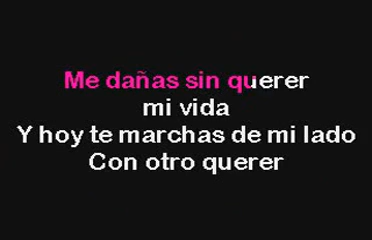 Me dañas sin querer
mi vida
Y hoy te marchas de mi lado
Con otro querer